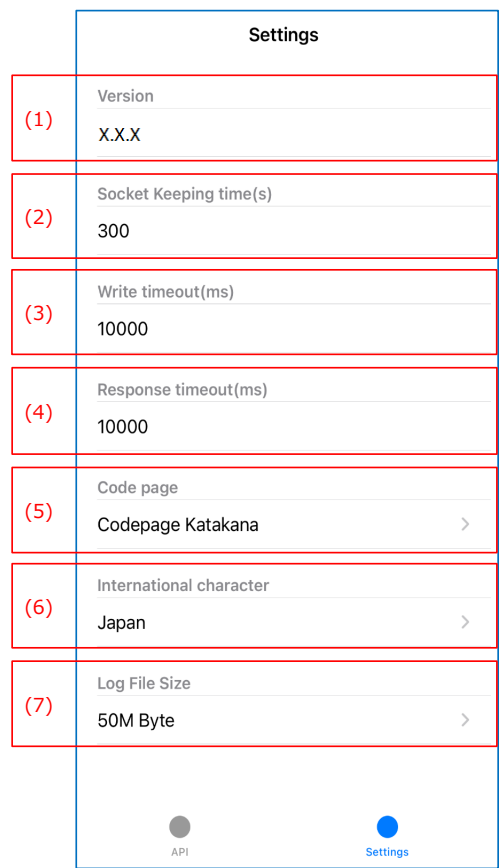 Settings
(1)
Version
X.X.X
(2)
Socket Keeping time(s)
300
(3)
Write timeout(ms)
10000
(4)
Response timeout(ms)
10000
(5)
Code page
Codepage Katakana
(6)
International character
Japan
(7)
Log File Size
50M Byte
API
Settings